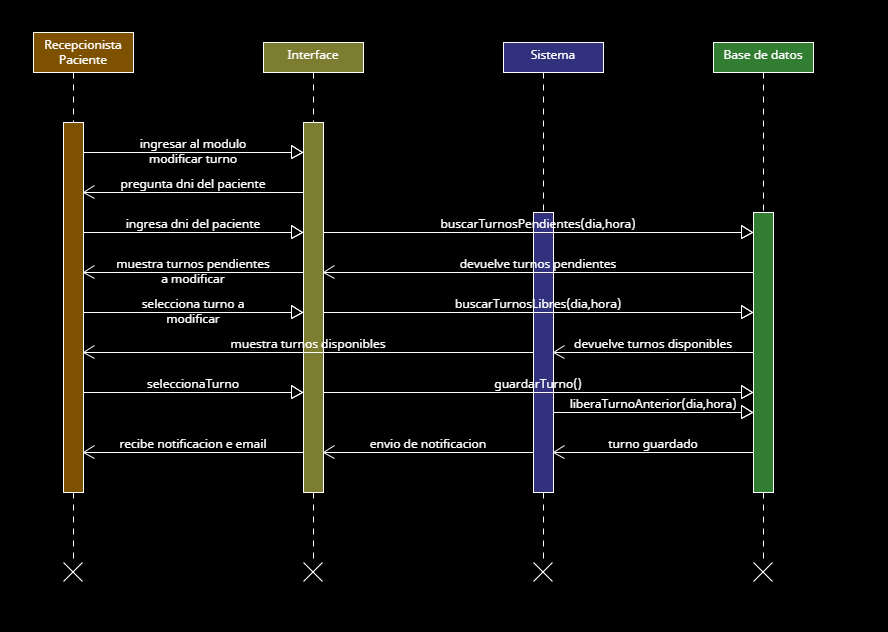 Recepcionista
Paciente
Interface
Sistema
Base de datos
ingresar al modulo
modificar turno
pregunta dni del paciente
ingresa dni del paciente
buscarTurnosPendientes(dia,hora)
muestra turnos pendientes
a modificar
devuelve turnos pendientes
selecciona turno a
modificar
buscarTurnosLibres(dia,hora)
muestra turnos disponibles
devuelve turnos disponibles
seleccionaTurno
guardarTurno()
liberaTurnoAnterior(dia,hora)
recibe notificacion e email
envio de notificacion
turno guardado